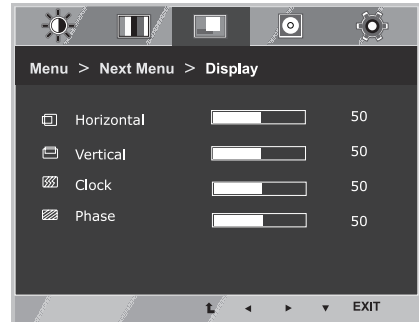 Menu > Next Menu > Display
Horizontal 50
Vertical 50
Clock 50
Phase 50
EXIT